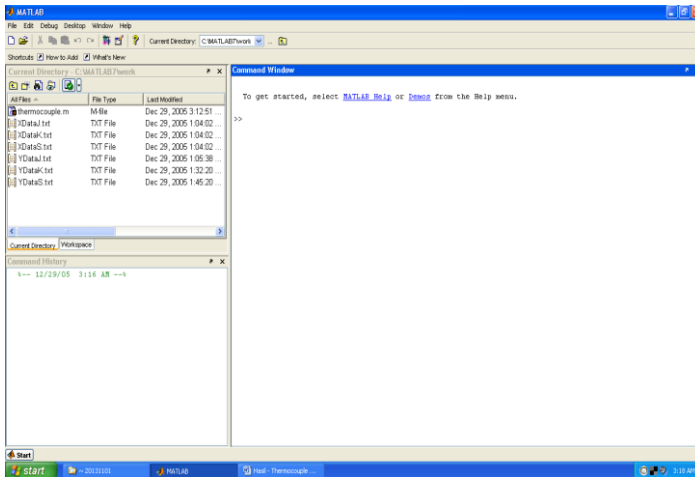 MATLAB
File Edit Debug Desktop Window Help
Current Directory: C:\MATLAB7\work
Shortcuts How to Add What's New
Current Directory - C:\MATLAB7\work
All Files File Type Last Modified
thermocouple.m M-file Dec 29, 2005 3:12:51 ...
XDataJ.txt TXT File Dec 29, 2005 1:04:02 ...
XDataK.txt TXT File Dec 29, 2005 1:04:02 ...
XDataS.txt TXT File Dec 29, 2005 1:04:02 ...
YDataJ.txt TXT File Dec 29, 2005 1:05:38 ...
YDataK.txt TXT File Dec 29, 2005 1:32:20 ...
YDataS.txt TXT File Dec 29, 2005 1:45:20 ...
Current Directory Workspace
Command History
%-- 12/29/05 3:16 AM --%
Command Window
To get started, select MATLAB Help or Demos from the Help menu.
>>
Start
start 20131101 MATLAB Hasil - Thermocouple ... 3:18 AM